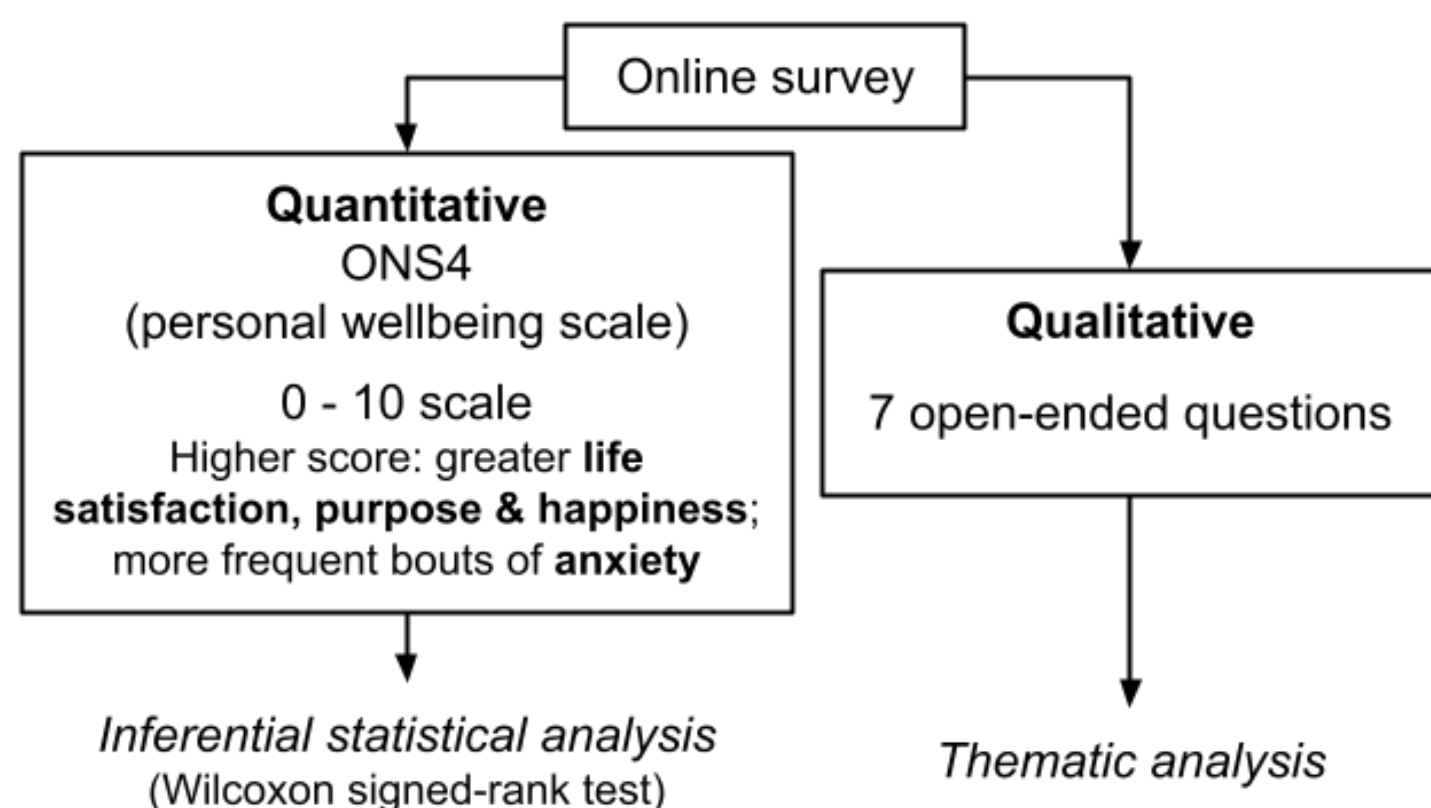 Online survey
Quantitative
ONS4
(personal wellbeing scale)
0 - 10 scale
Higher score: greater life
satisfaction, purpose & happiness;
more frequent bouts of anxiety
Inferential statistical analysis
(Wilcoxon signed-rank test)
Qualitative
7 open-ended questions
Thematic analysis